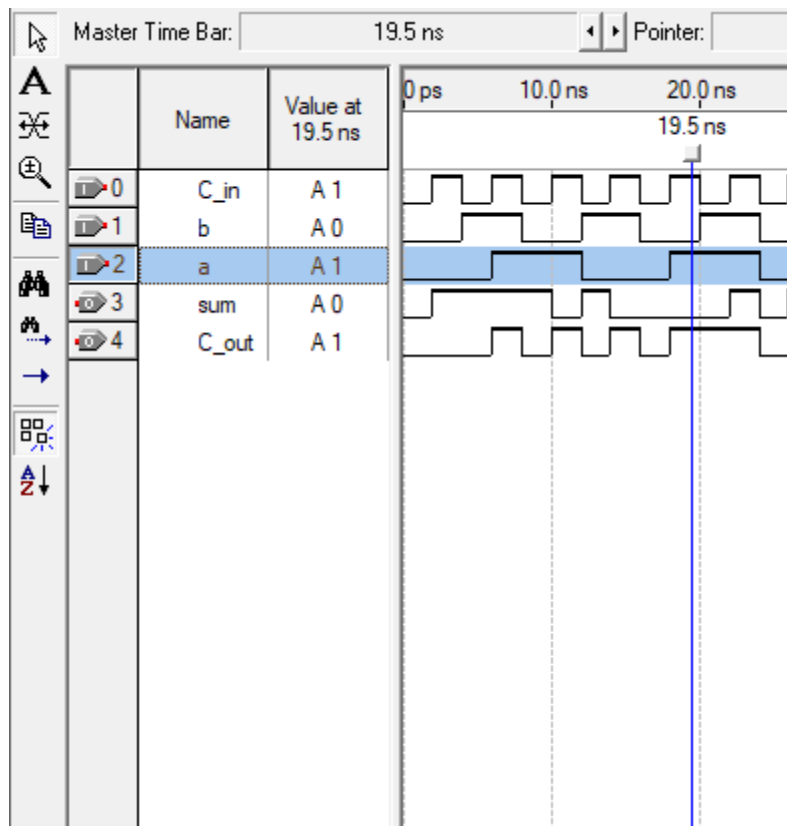 Master Time Bar: 19.5 ns Pointer:
A
Name
Value at
19.5 ns
0 ps 10.0 ns 20.0 ns
19.5 ns
0 C_in A 1
1 b A 0
2 a A 1
3 sum A 0
4 C_out A 1
A
Z